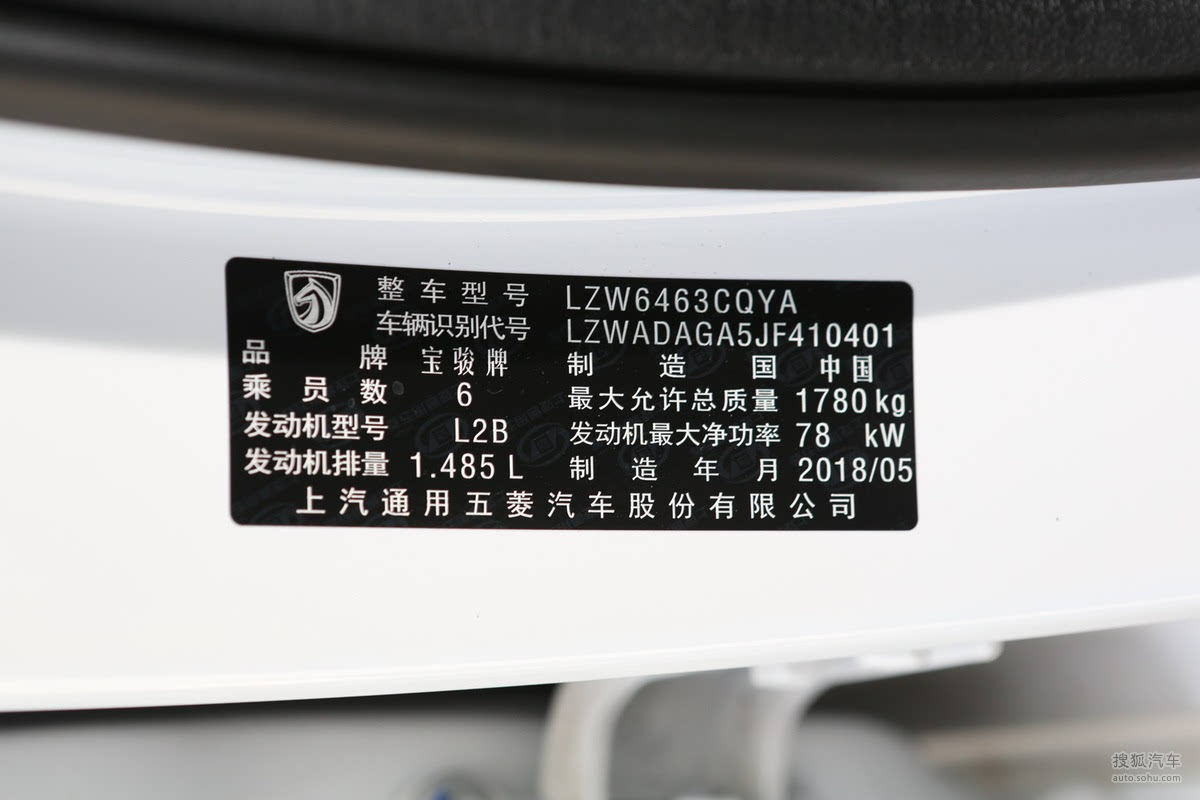 整车型号 LZW6463CQYA
车辆识别代号 LZWADAGA5JF410401
品牌 宝骏牌 制造国 中国
乘员数 6 最大允许总质量 1780kg
发动机型号 L2B 发动机最大净功率 78 kW
发动机排量 1.485L 制造年月 2018/05
上汽通用五菱汽车股份有限公司
搜狐汽车
auto.sohu.com